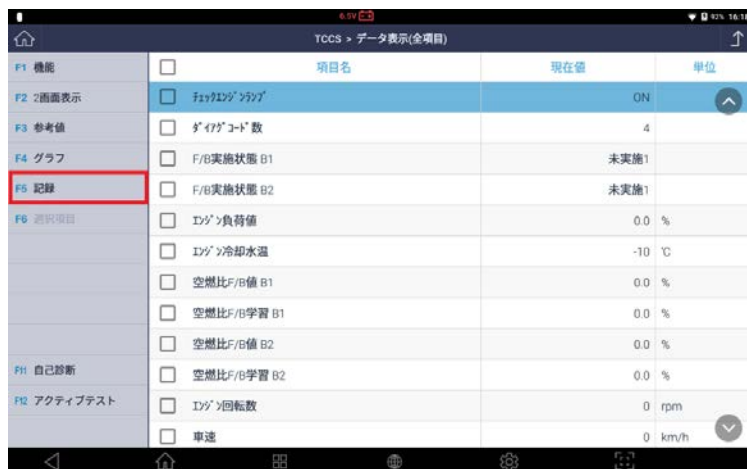 6.5V
93% 16:18
TCCS > データ表示(全項目)
F1 機能
F2 2画面表示
F3 参考値
F4 グラフ
F5 記録
F6 選択項目
F11 自己診断
F12 アクティブテスト
項目名 現在値 単位
ﾁｪｯｸｴﾝｼﾞﾝﾗﾝﾌﾟ ON
ﾀﾞｲｱｸﾞｺｰﾄﾞ数 4
F/B実施状態 B1 未実施1
F/B実施状態 B2 未実施1
ｴﾝｼﾞﾝ負荷値 0.0 %
ｴﾝｼﾞﾝ冷却水温 -10 ℃
空燃比F/B値 B1 0.0 %
空燃比F/B学習 B1 0.0 %
空燃比F/B値 B2 0.0 %
空燃比F/B学習 B2 0.0 %
ｴﾝｼﾞﾝ回転数 0 rpm
車速 0 km/h